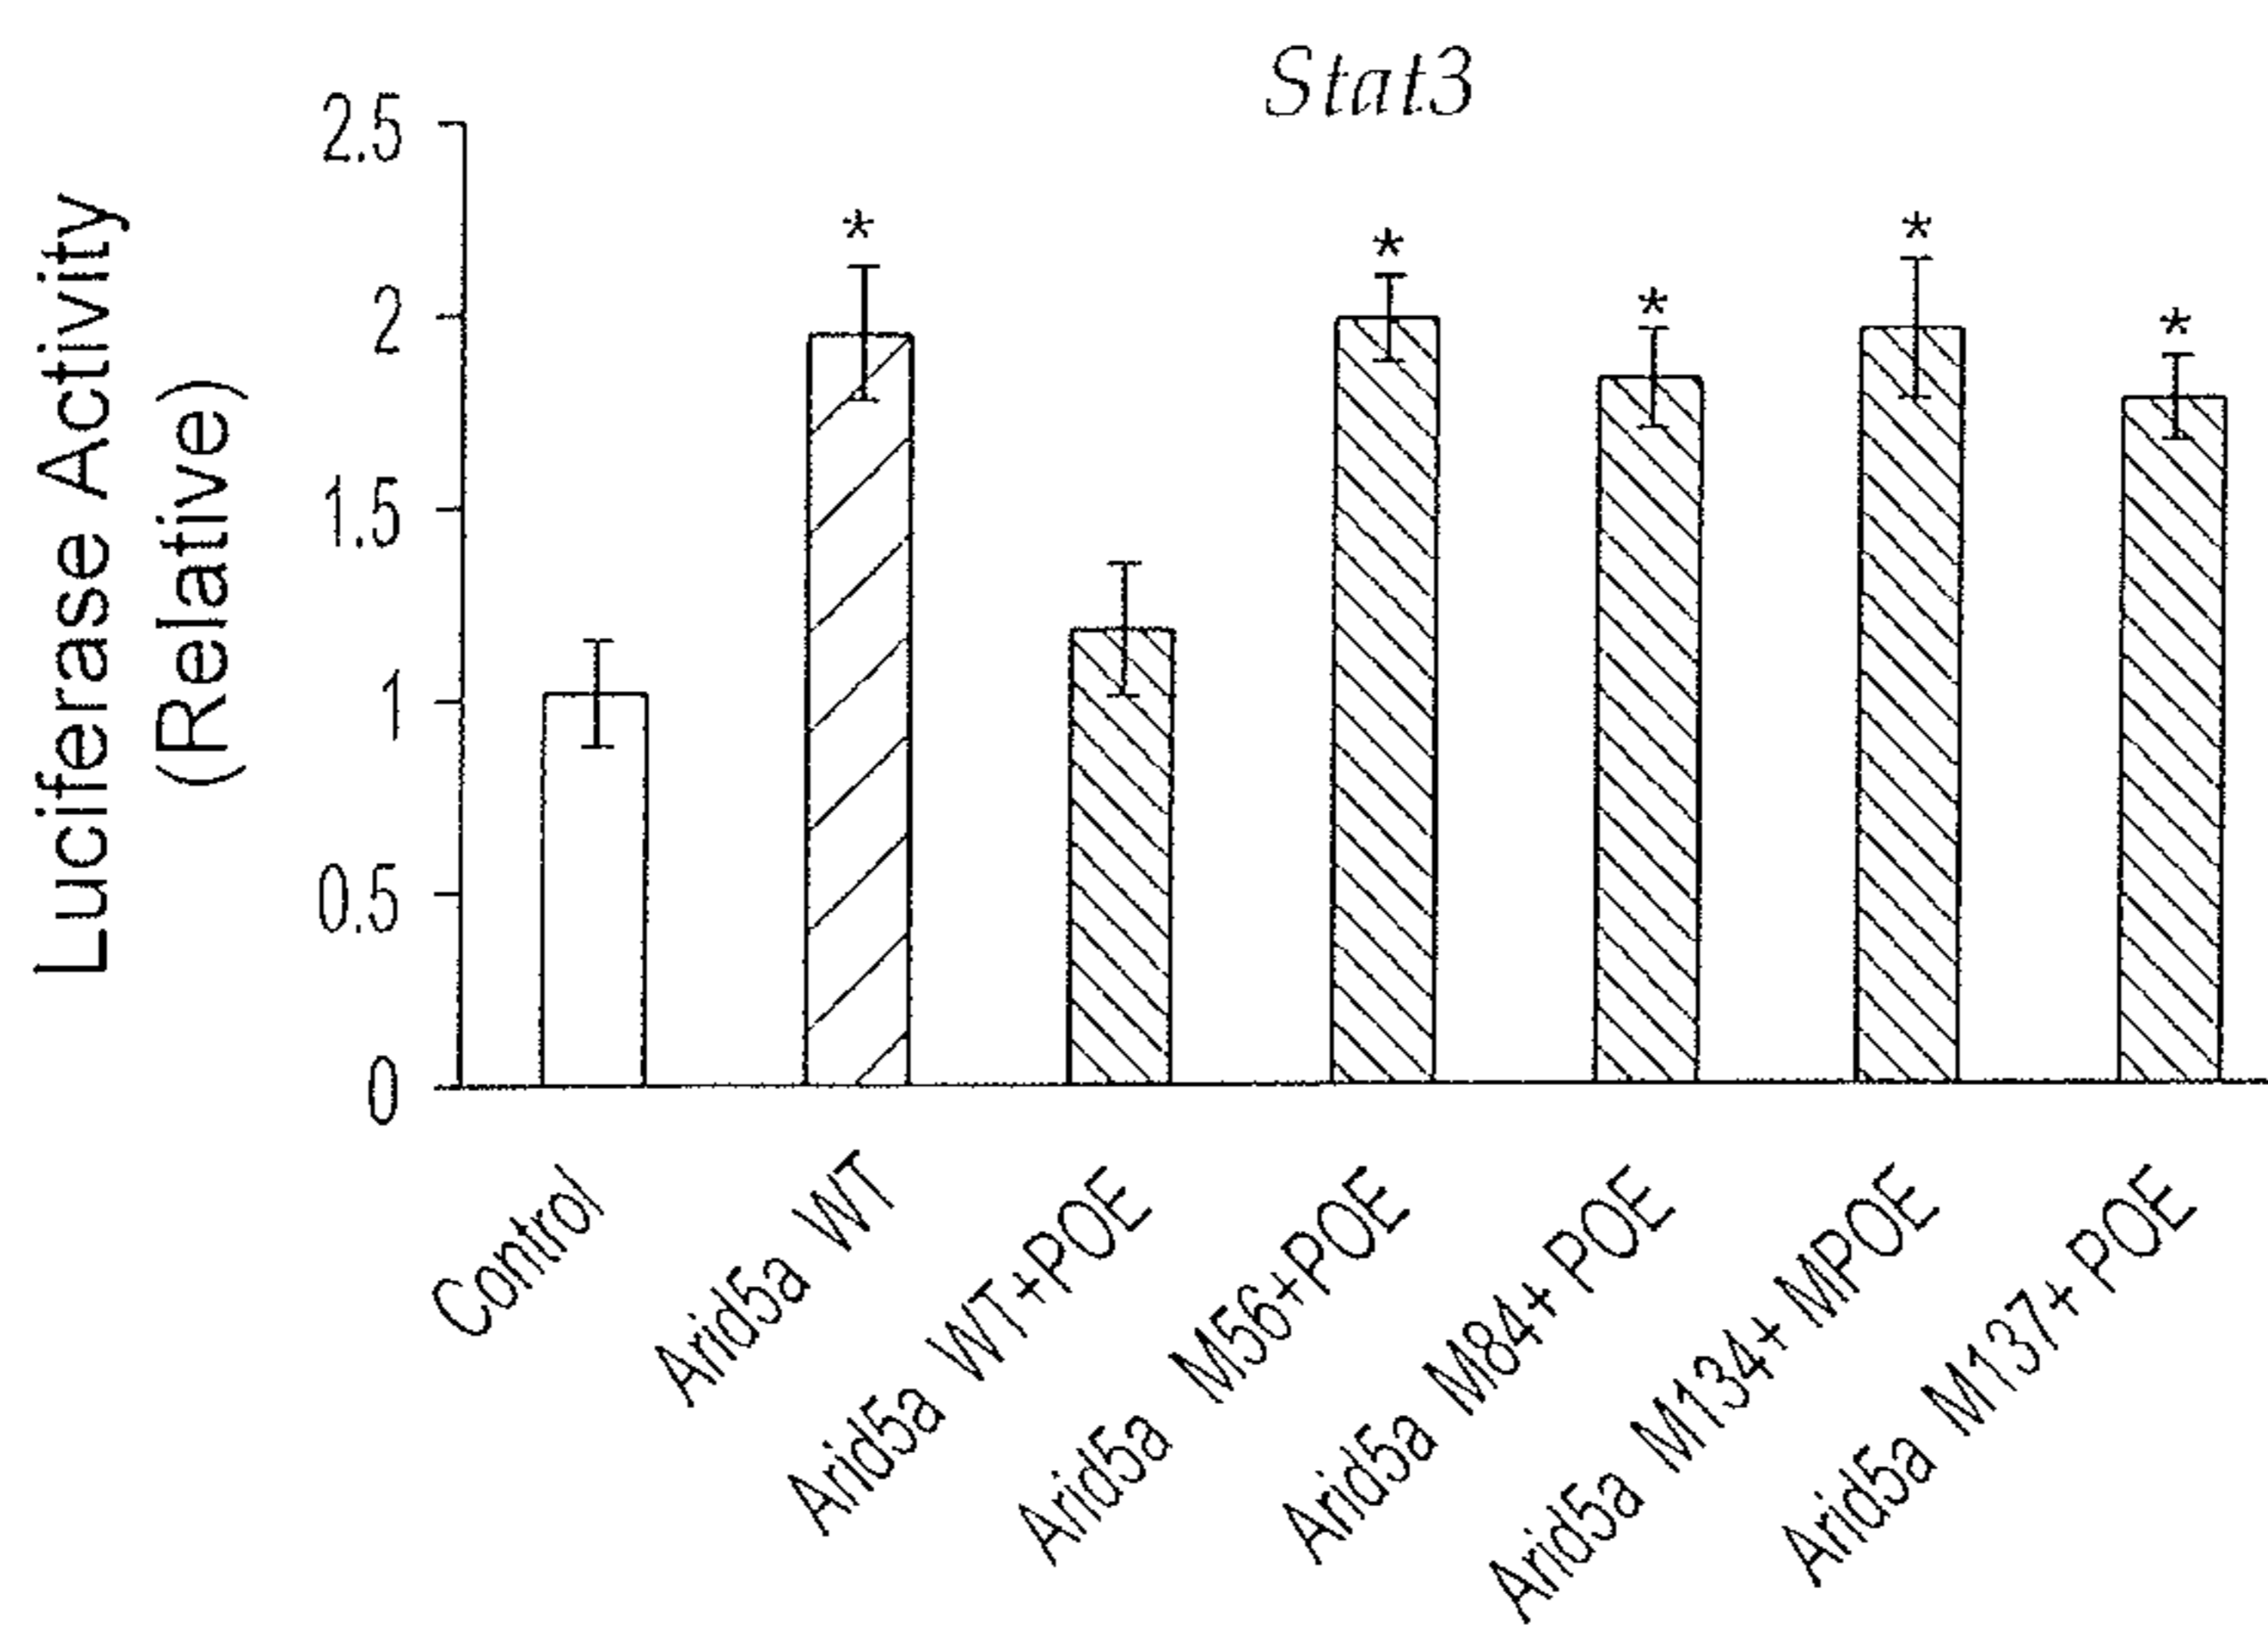 Stat3
Luciferase Activity
(Relative)
2.5
2
1.5
1
0.5
0
*
*
*
*
*
Control
Arid5a WT
Arid5a WT+POE
Arid5a M56+POE
Arid5a M84+ POE
Arid5a M134+ MPOE
Arid5a M137+ POE